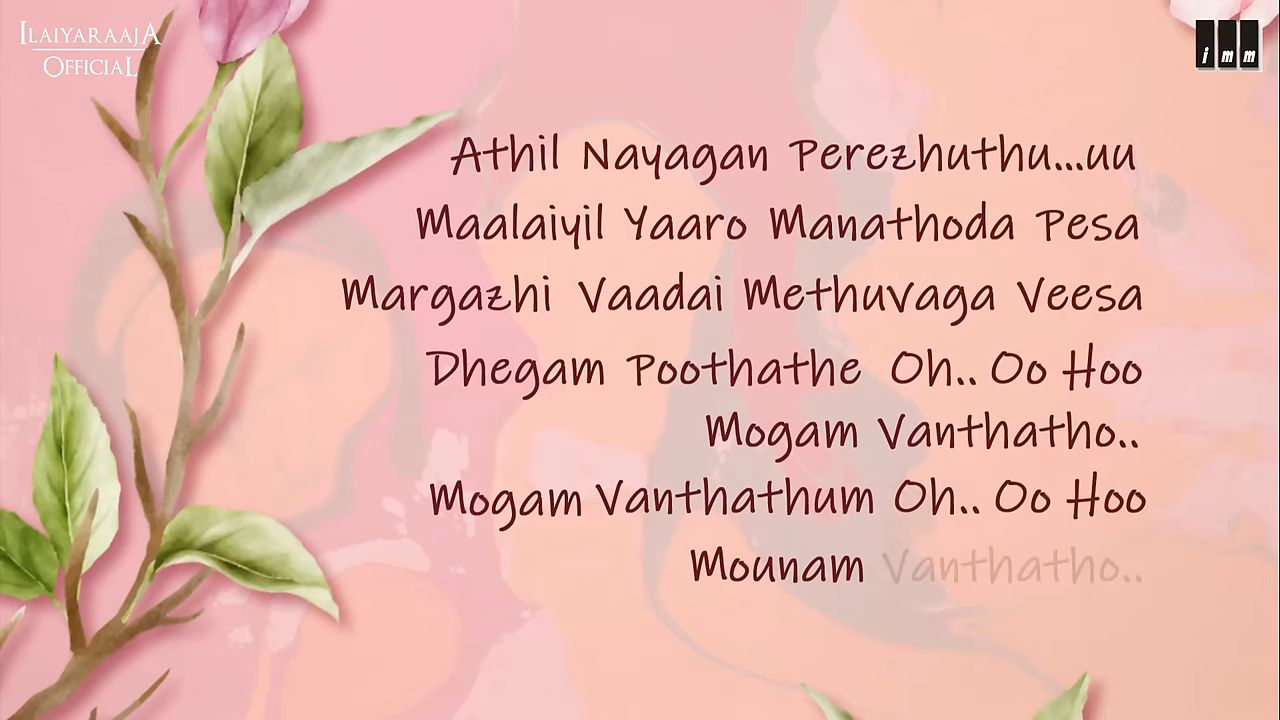 ILAIYARAAJA
OFFICIAL
imm
Athil Nayagan Perezhuthu...uu
Maalaiyil Yaaro Manathoda Pesa
Margazhi Vaadai Methuvaga Veesa
Dhegam Poothathe Oh.. Oo Hoo
Mogam Vanthatho..
Mogam Vanthathum Oh.. Oo Hoo
Mounam Vanthatho..